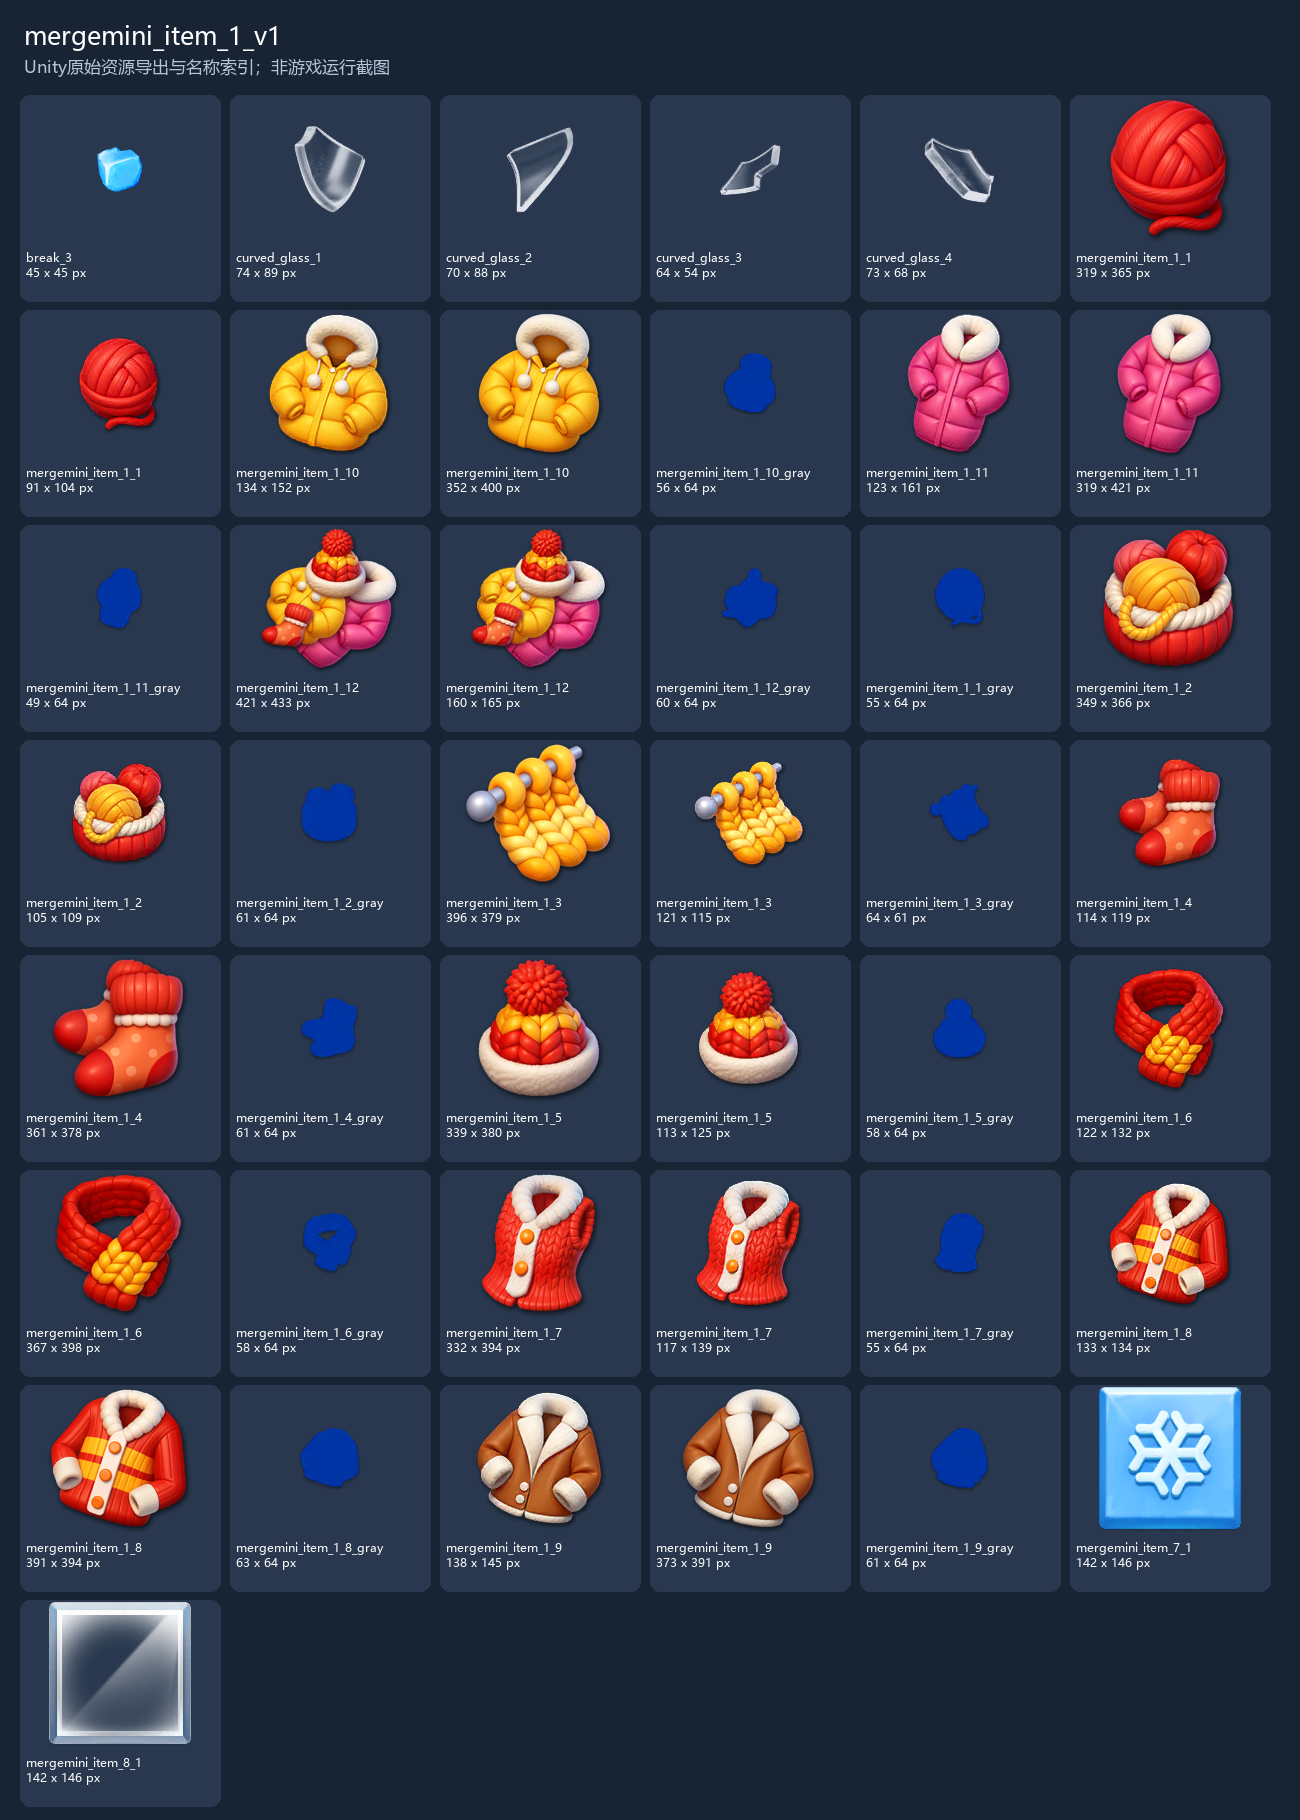 mergemini_item_1_v1
Unity原始资源导出与名称索引；非游戏运行截图
break_3
45 x 45 px
curved_glass_1
74 x 89 px
curved_glass_2
70 x 88 px
curved_glass_3
64 x 54 px
curved_glass_4
73 x 68 px
mergemini_item_1_1
319 x 365 px
mergemini_item_1_1
91 x 104 px
mergemini_item_1_10
134 x 152 px
mergemini_item_1_10
352 x 400 px
mergemini_item_1_10_gray
56 x 64 px
mergemini_item_1_11
123 x 161 px
mergemini_item_1_11
319 x 421 px
mergemini_item_1_11_gray
49 x 64 px
mergemini_item_1_12
421 x 433 px
mergemini_item_1_12
160 x 165 px
mergemini_item_1_12_gray
60 x 64 px
mergemini_item_1_1_gray
55 x 64 px
mergemini_item_1_2
349 x 366 px
mergemini_item_1_2
105 x 109 px
mergemini_item_1_2_gray
61 x 64 px
mergemini_item_1_3
396 x 379 px
mergemini_item_1_3
121 x 115 px
mergemini_item_1_3_gray
64 x 61 px
mergemini_item_1_4
114 x 119 px
mergemini_item_1_4
361 x 378 px
mergemini_item_1_4_gray
61 x 64 px
mergemini_item_1_5
339 x 380 px
mergemini_item_1_5
113 x 125 px
mergemini_item_1_5_gray
58 x 64 px
mergemini_item_1_6
122 x 132 px
mergemini_item_1_6
367 x 398 px
mergemini_item_1_6_gray
58 x 64 px
mergemini_item_1_7
332 x 394 px
mergemini_item_1_7
117 x 139 px
mergemini_item_1_7_gray
55 x 64 px
mergemini_item_1_8
133 x 134 px
mergemini_item_1_8
391 x 394 px
mergemini_item_1_8_gray
63 x 64 px
mergemini_item_1_9
138 x 145 px
mergemini_item_1_9
373 x 391 px
mergemini_item_1_9_gray
61 x 64 px
mergemini_item_7_1
142 x 146 px
mergemini_item_8_1
142 x 146 px